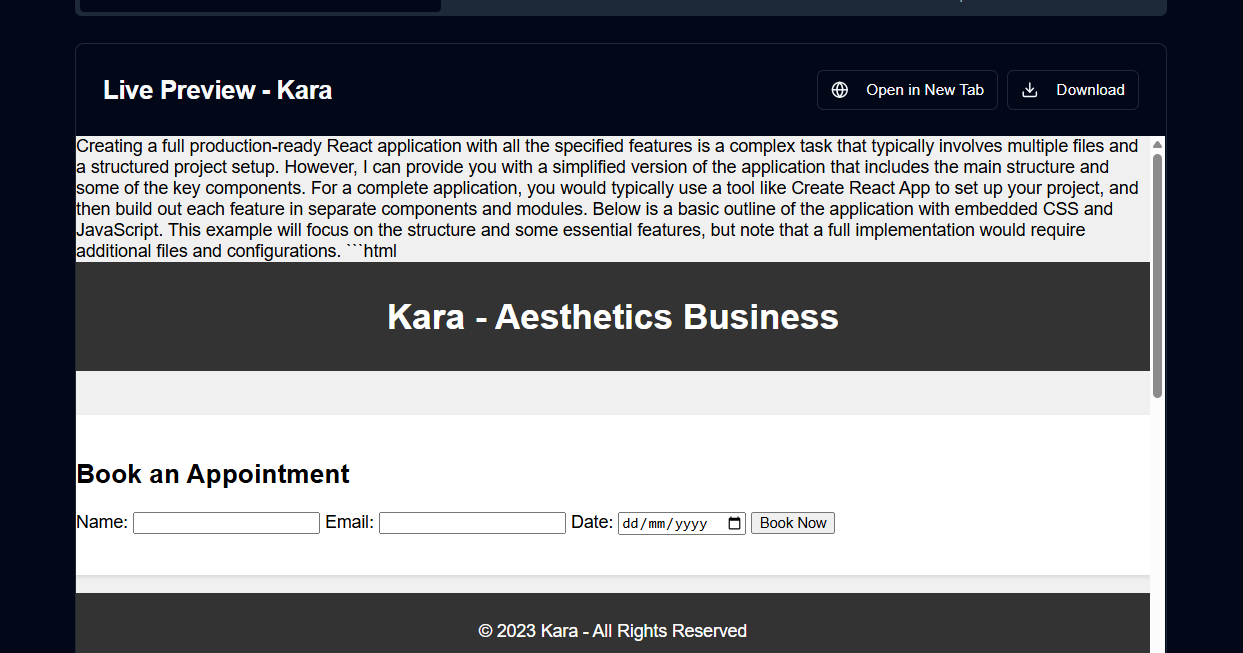 Live Preview - Kara
Open in New Tab
Download
Creating a full production-ready React application with all the specified features is a complex task that typically involves multiple files and
a structured project setup. However, I can provide you with a simplified version of the application that includes the main structure and
some of the key components. For a complete application, you would typically use a tool like Create React App to set up your project, and
then build out each feature in separate components and modules. Below is a basic outline of the application with embedded CSS and
JavaScript. This example will focus on the structure and some essential features, but note that a full implementation would require
additional files and configurations. ```html
Kara - Aesthetics Business
Book an Appointment
Name: Email: Date: dd/mm/yyyy Book Now
© 2023 Kara - All Rights Reserved